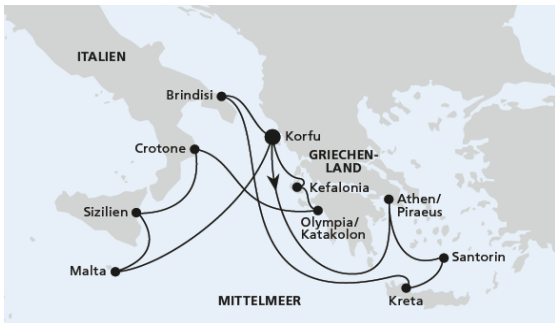 ITALIEN
Brindisi
Korfu
Crotone
GRIECHEN-
LAND
Kefalonia
Athen/
Piraeus
Sizilien
Olympia/
Katakolon
Santorin
Malta
MITTELMEER
Kreta